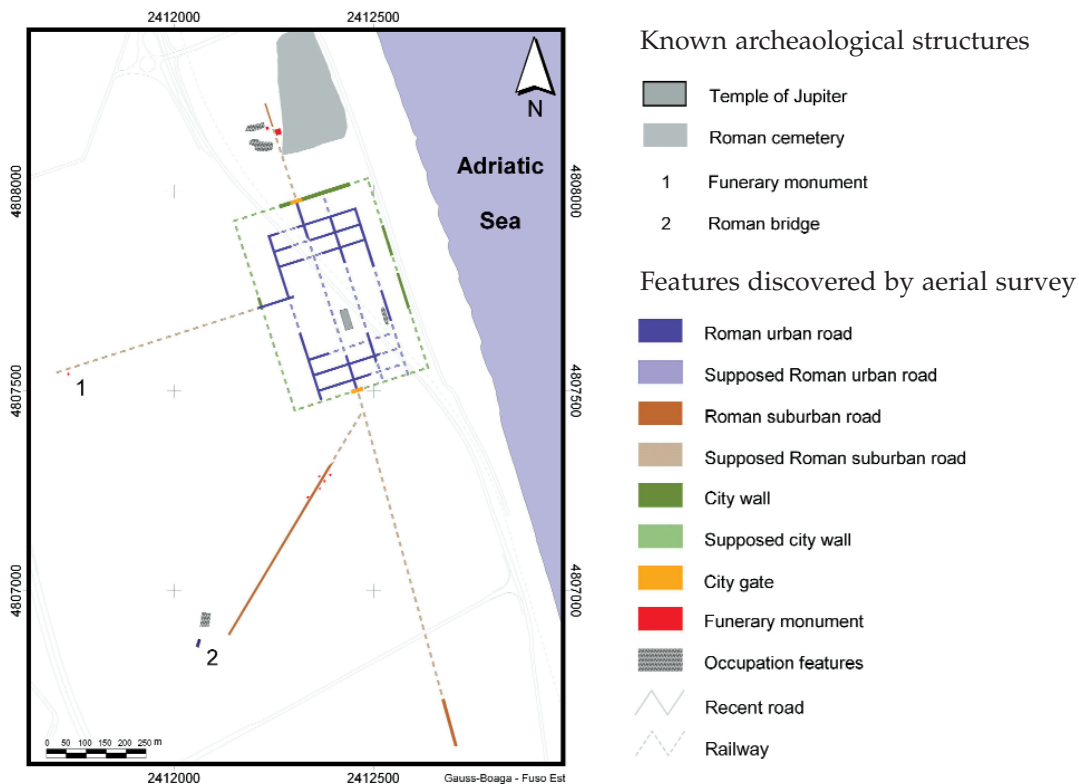 2412000 2412500
N
Adriatic
Sea
4808000 4808000
4807500 4807500
1
4807000 4807000
2
0 50 100 150 200 250 m
2412000 2412500
Gauss-Boaga - Fuso Est
Known archeaological structures
Temple of Jupiter
Roman cemetery
1 Funerary monument
2 Roman bridge
Features discovered by aerial survey
Roman urban road
Supposed Roman urban road
Roman suburban road
Supposed Roman suburban road
City wall
Supposed city wall
City gate
Funerary monument
Occupation features
Recent road
Railway